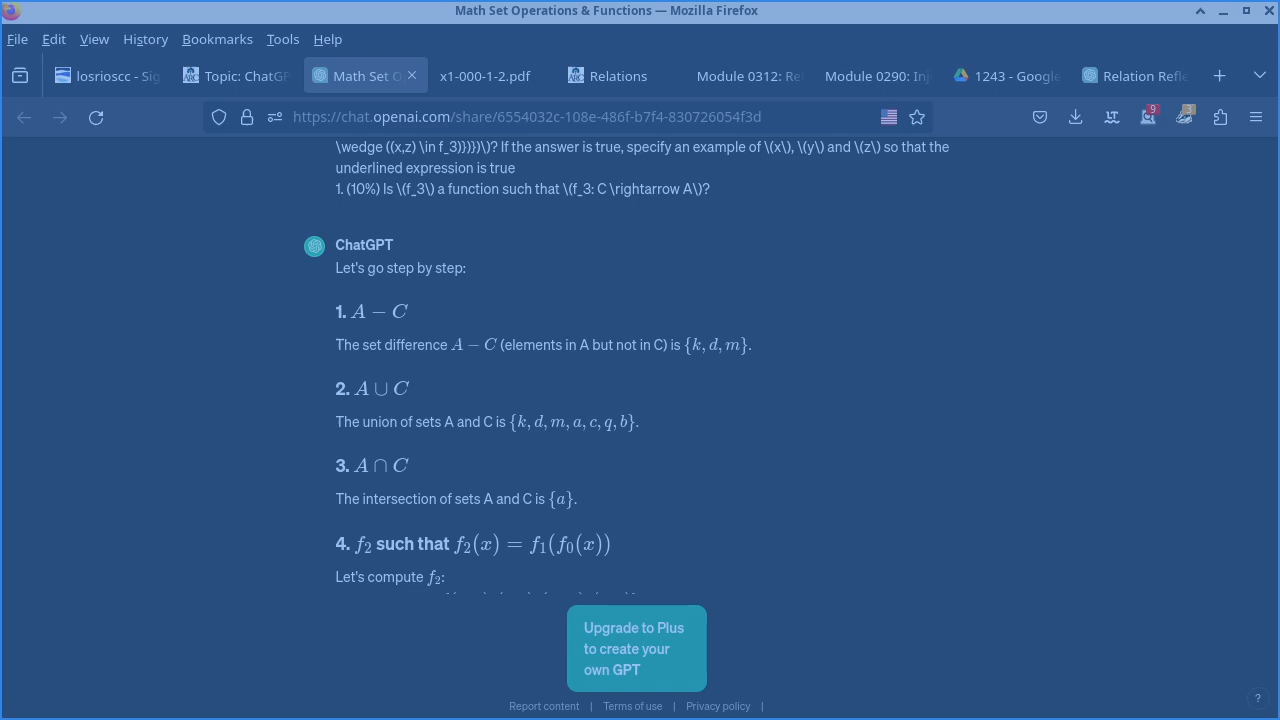 Math Set Operations & Functions — Mozilla Firefox
File Edit View History Bookmarks Tools Help
losrioscc - Sig
Topic: ChatGP
Math Set O
x1-000-1-2.pdf
Relations
Module 0312: Re
Module 0290: Inj
1243 - Google
Relation Refle
https://chat.openai.com/share/6554032c-108e-486f-b7f4-830726054f3d
9
3
\wedge ((x,z) \in f_3)})})\)? If the answer is true, specify an example of \(x\), \(y\) and \(z\) so that the
underlined expression is true
1. (10%) Is \(f_3\) a function such that \(f_3: C \rightarrow A\)?
ChatGPT
Let's go step by step:
1. A − C
The set difference A − C (elements in A but not in C) is {k, d, m}.
2. A ∪ C
The union of sets A and C is {k, d, m, a, c, q, b}.
3. A ∩ C
The intersection of sets A and C is {a}.
4. f₂ such that f₂(x) = f₁(f₀(x))
Let's compute f₂:
Upgrade to Plus
to create your
own GPT
Report content | Terms of use | Privacy policy |
?